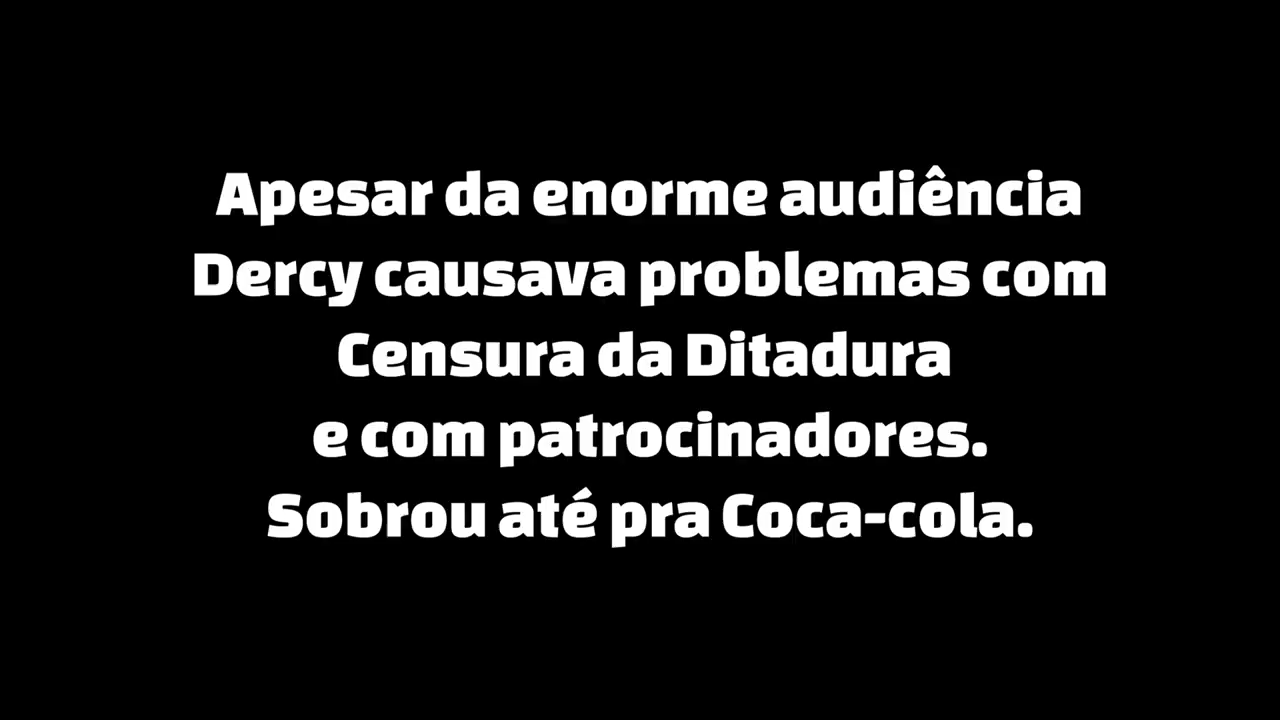 Apesar da enorme audiência
Dercy causava problemas com
Censura da Ditadura
e com patrocinadores.
Sobrou até pra Coca-cola.